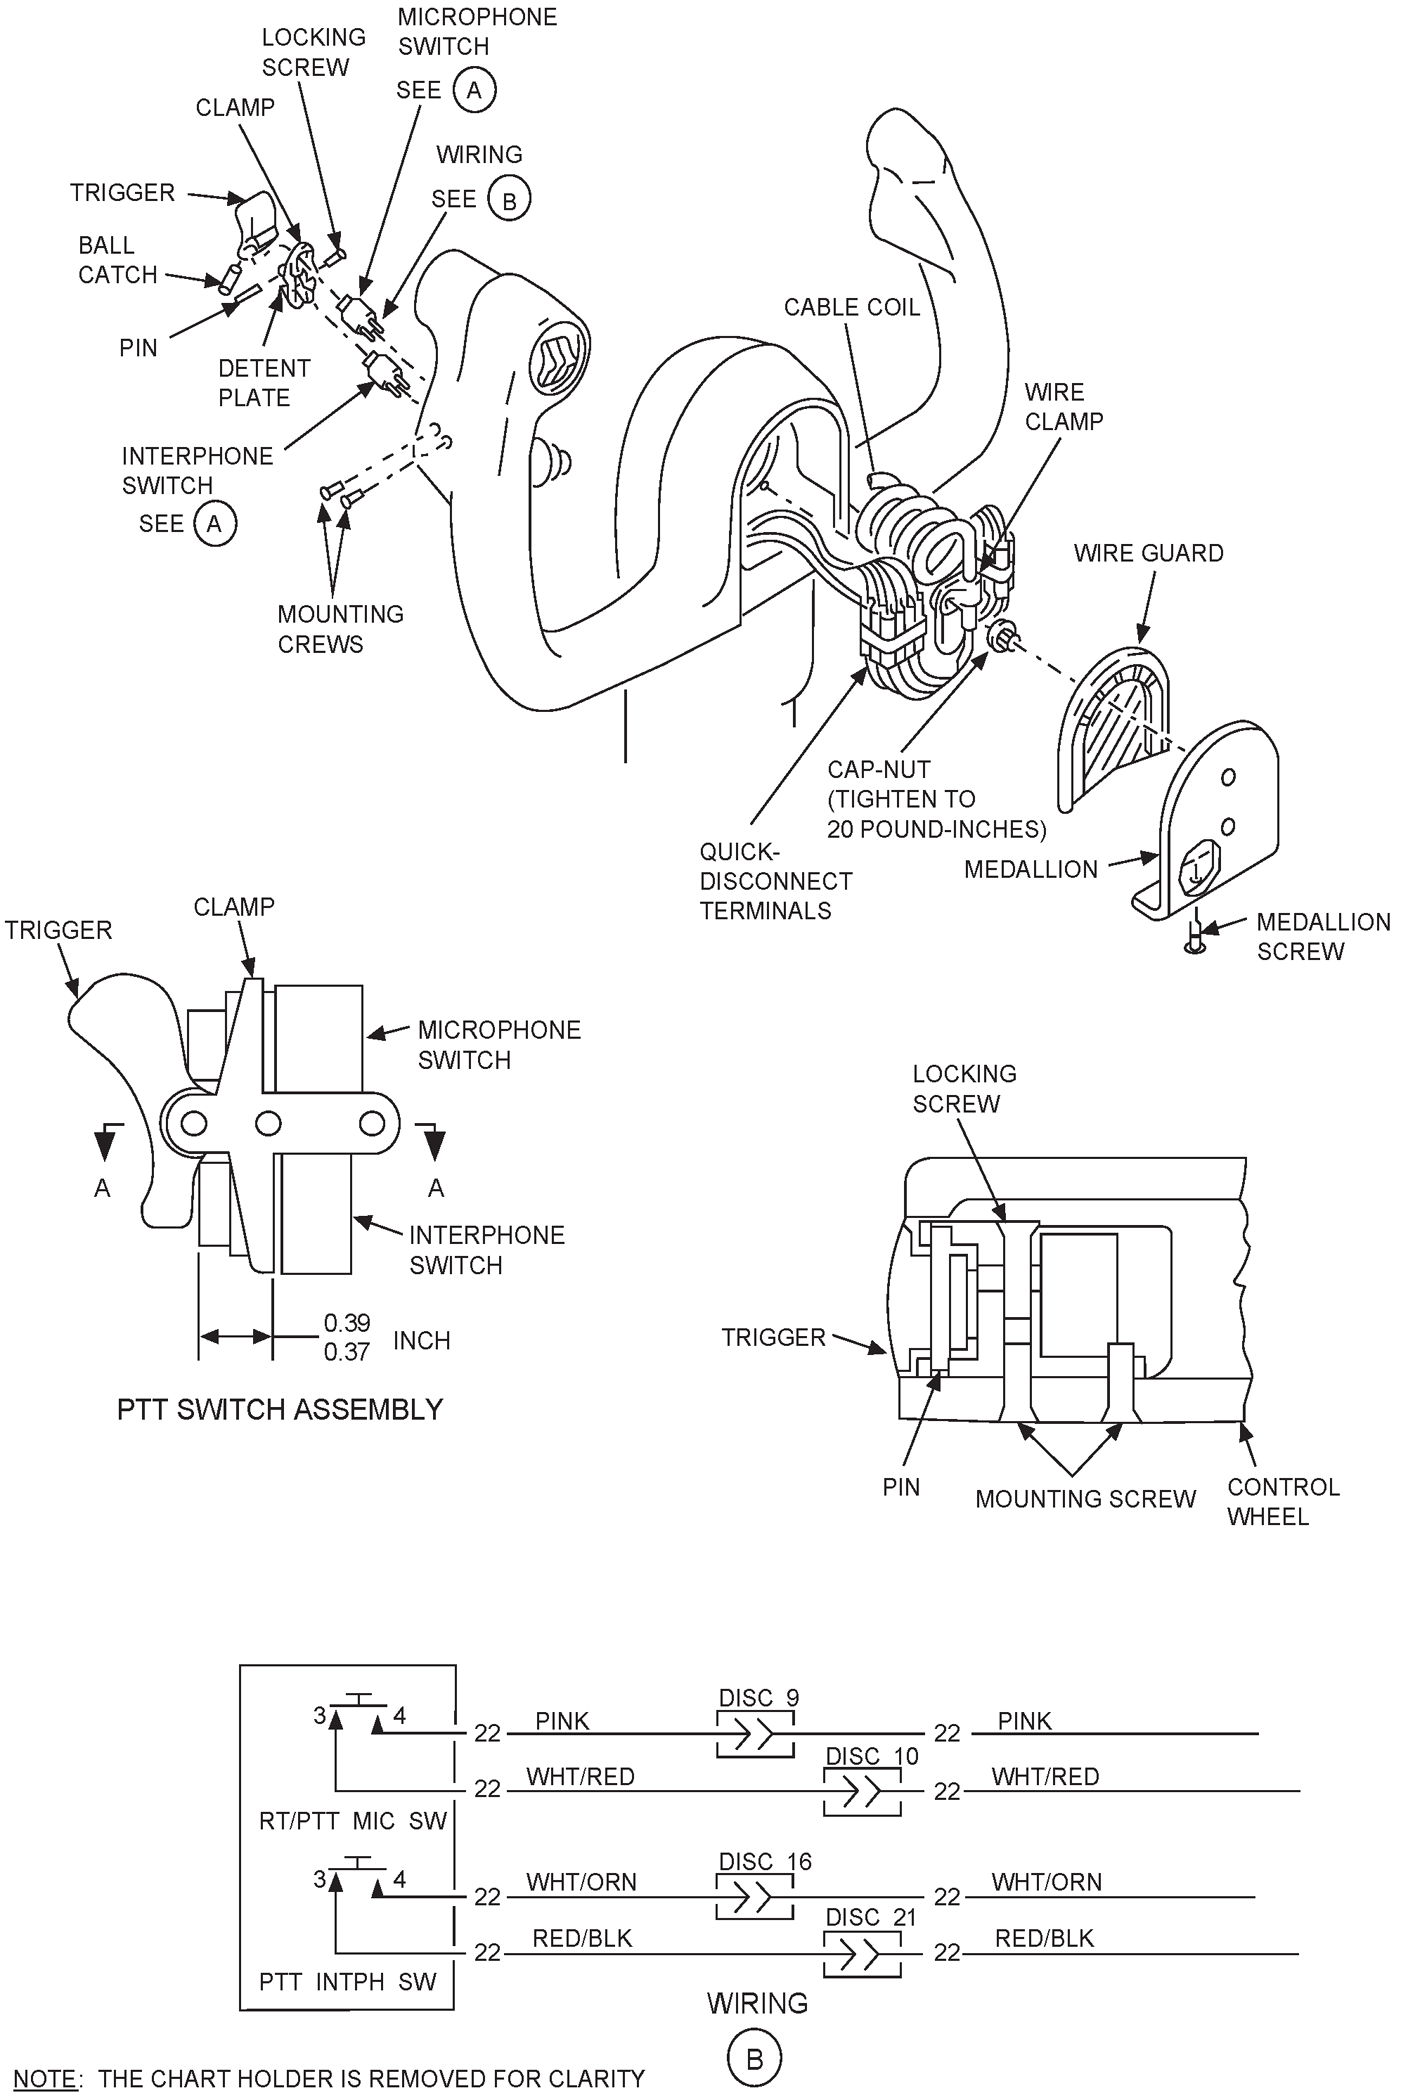 MICROPHONE
SWITCH
SEE A
LOCKING
SCREW
CLAMP
WIRING
SEE B
TRIGGER
BALL
CATCH
PIN
DETENT
PLATE
INTERPHONE
SWITCH
SEE A
MOUNTING
CREWS
CABLE COIL
WIRE
CLAMP
WIRE GUARD
CAP-NUT
(TIGHTEN TO
20 POUND-INCHES)
QUICK-
DISCONNECT
TERMINALS
MEDALLION
MEDALLION
SCREW
CLAMP
TRIGGER
MICROPHONE
SWITCH
A
A
INTERPHONE
SWITCH
0.39
0.37
INCH
PTT SWITCH ASSEMBLY
LOCKING
SCREW
TRIGGER
PIN
MOUNTING SCREW
CONTROL
WHEEL
3 4 22 PINK DISC 9 22 PINK
22 WHT/RED DISC 10 22 WHT/RED
RT/PTT MIC SW
3 4 22 WHT/ORN DISC 16 22 WHT/ORN
22 RED/BLK DISC 21 22 RED/BLK
PTT INTPH SW
WIRING
B
NOTE: THE CHART HOLDER IS REMOVED FOR CLARITY